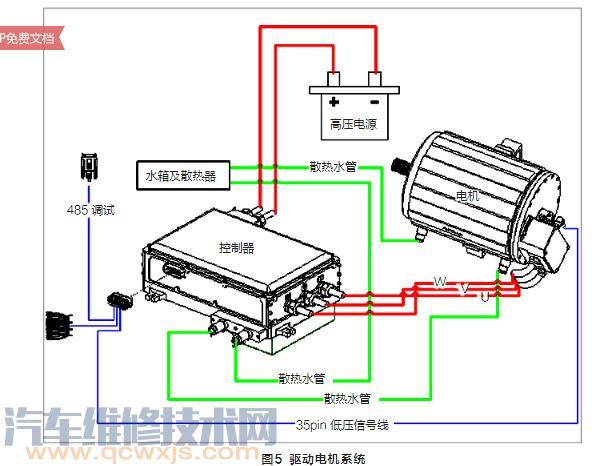 P免费文档
+ -
高压电源
散热水管
水箱及散热器
电机
485 调试
控制器
W
V
U
散热水管
散热水管
35pin 低压信号线
汽车维修技术网
www.qcwxjs.com
图5 驱动电机系统